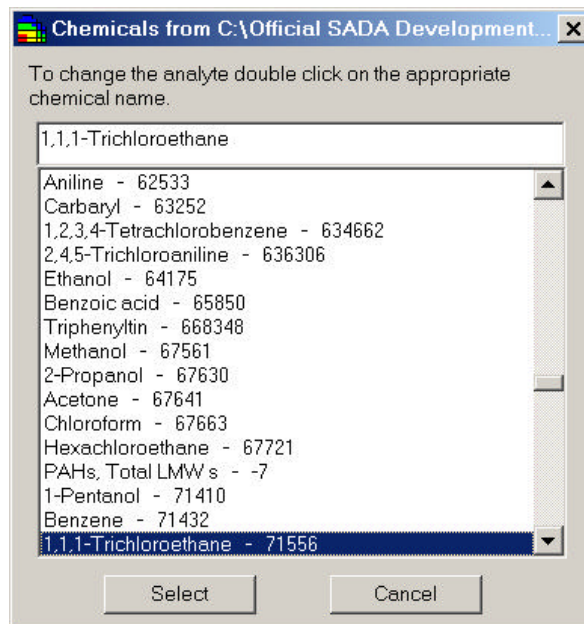 Chemicals from C:\Official SADA Development...
To change the analyte double click on the appropriate
chemical name.
1,1,1-Trichloroethane
Aniline - 62533
Carbaryl - 63252
1,2,3,4-Tetrachlorobenzene - 634662
2,4,5-Trichloroaniline - 636306
Ethanol - 64175
Benzoic acid - 65850
Triphenyltin - 668348
Methanol - 67561
2-Propanol - 67630
Acetone - 67641
Chloroform - 67663
Hexachloroethane - 67721
PAHs, Total LMW s - -7
1-Pentanol - 71410
Benzene - 71432
1,1,1-Trichloroethane - 71556
Select Cancel